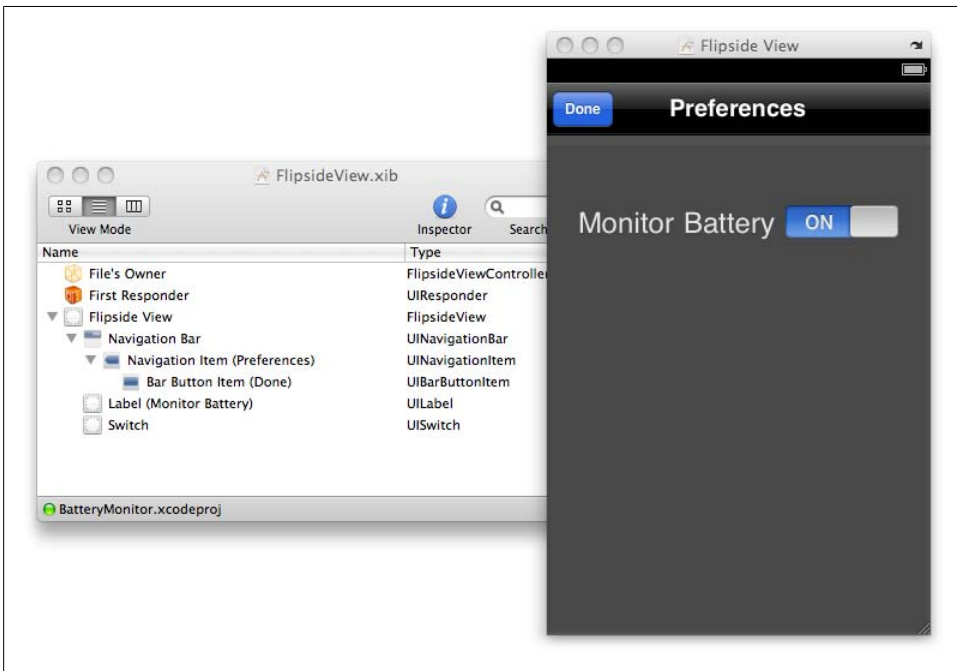 Flipside View
Done
Preferences
Monitor Battery
ON
FlipsideView.xib
View Mode
Inspector
Search
Name
Type
File's Owner
FlipsideViewController
First Responder
UIResponder
Flipside View
FlipsideView
Navigation Bar
UINavigationBar
Navigation Item (Preferences)
UINavigationItem
Bar Button Item (Done)
UIBarButtonItem
Label (Monitor Battery)
UILabel
Switch
UISwitch
BatteryMonitor.xcodeproj